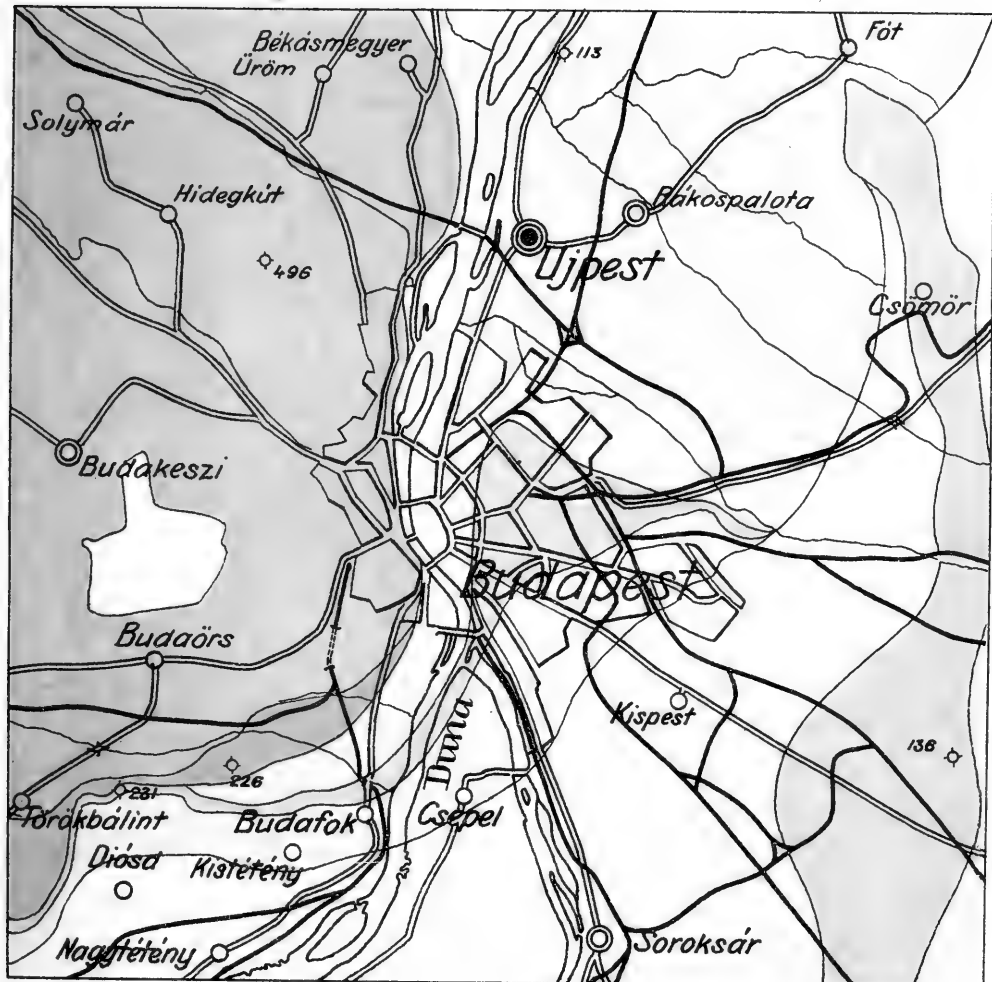 Fót
Békásmegyer
113
Üröm
Solymár
Hidegkút
Rákospalota
496
Ujpest
Csömör
Budakeszi
Budapest
Budaörs
Kispest
Duna
136
226
231
Törökbálint
Budafok
Csepel
Diósd
Kistétény
Nagytétény
Soroksár